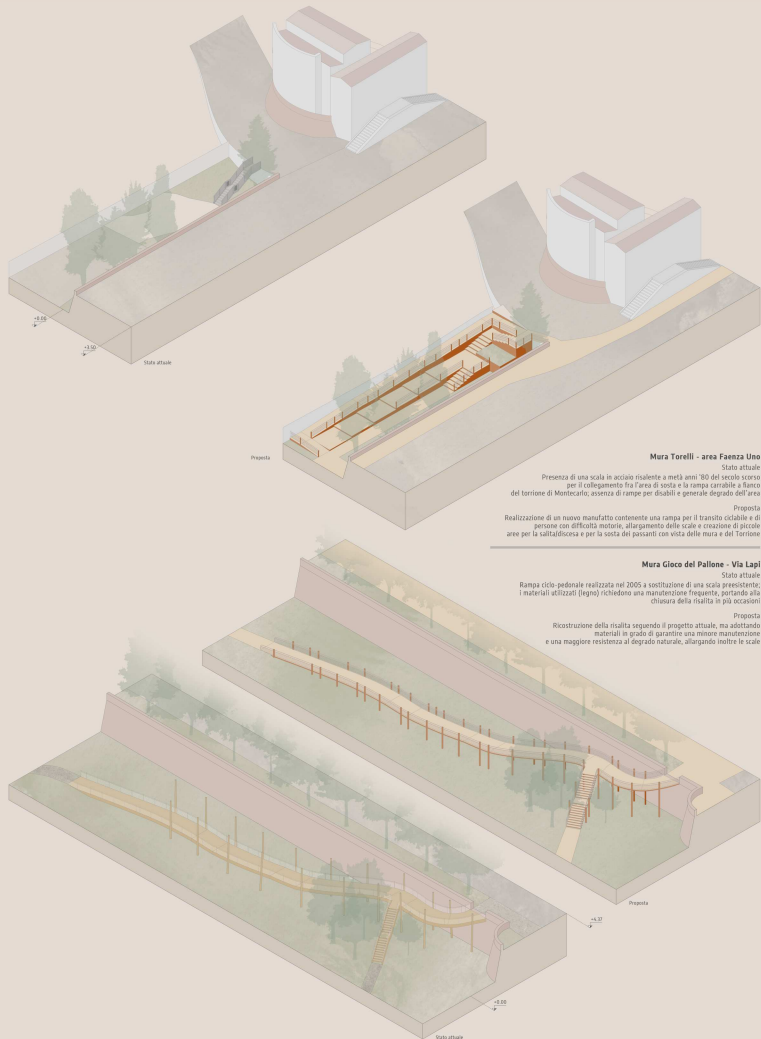 +0.00
+3.50
Stato attuale
Proposta
Mura Torelli - area Faenza Uno
Stato attuale
Presenza di una scala in acciaio risalente a metà anni '80 del secolo scorso
per il collegamento fra l'area di sosta e la rampa carrabile a fianco
del torrione di Montecarlo; assenza di rampe per disabili e generale degrado dell'area
Proposta
Realizzazione di un nuovo manufatto contenente una rampa per il transito ciclabile e di
persone con difficoltà motorie, allargamento delle scale e creazione di piccole
aree per la salita/discesa e per la sosta dei passanti con vista delle mura e del Torrione
Mura Gioco del Pallone - Via Lapi
Stato attuale
Rampa ciclo-pedonale realizzata nel 2005 a sostituzione di una scala preesistente;
i materiali utilizzati (legno) richiedono una manutenzione frequente, portando alla
chiusura della risalita in più occasioni
Proposta
Ricostruzione della risalita seguendo il progetto attuale, ma adottando
materiali in grado di garantire una minore manutenzione
e una maggiore resistenza al degrado naturale, allargando inoltre le scale
Proposta
+4.37
+0.00
Stato attuale